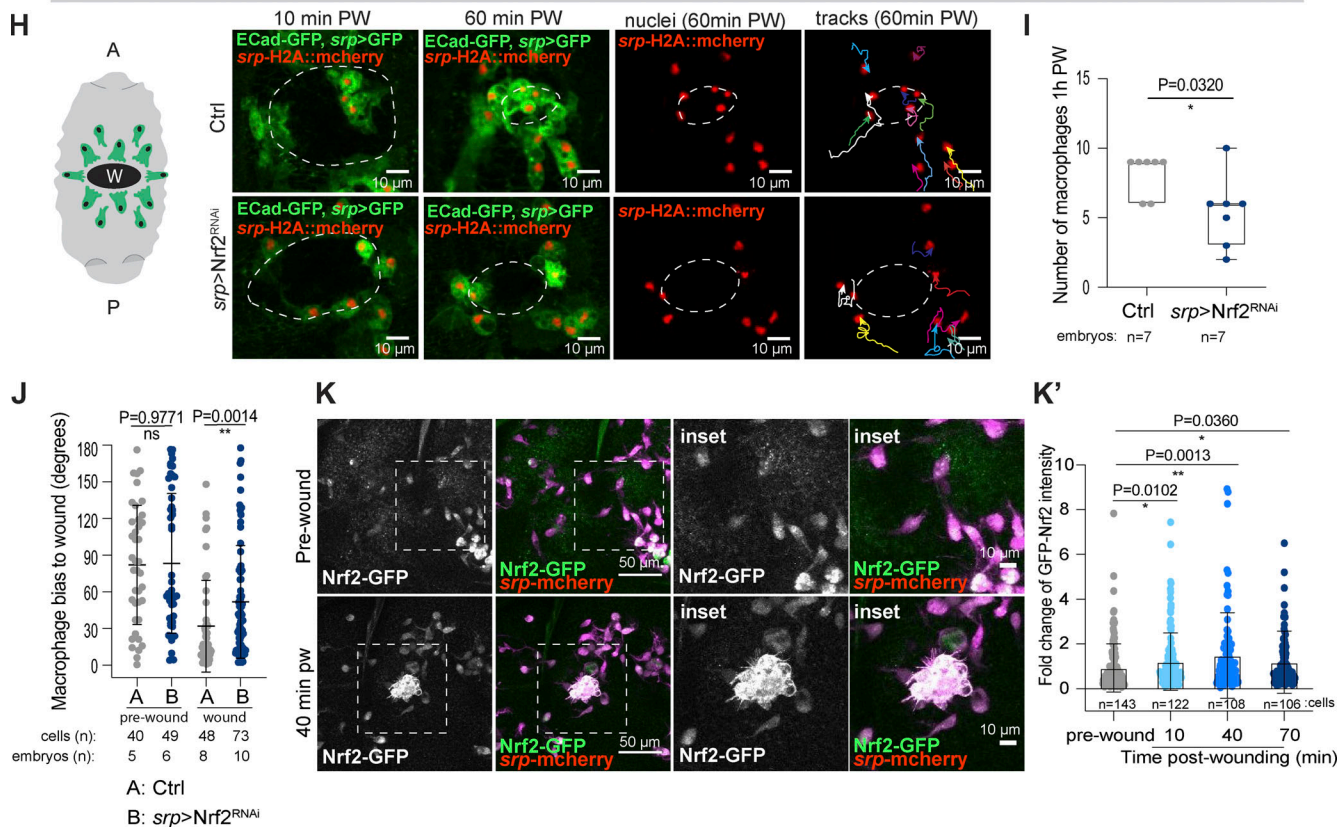 H
A
W
P
10 min PW
60 min PW
nuclei (60min PW)
tracks (60min PW)
Ctrl
ECad-GFP, srp>GFP
srp-H2A::mcherry
10 µm
ECad-GFP, srp>GFP
srp-H2A::mcherry
10 µm
srp-H2A::mcherry
10 µm
10 µm
srp>Nrf2RNAi
ECad-GFP, srp>GFP
srp-H2A::mcherry
10 µm
ECad-GFP, srp>GFP
srp-H2A::mcherry
10 µm
srp-H2A::mcherry
10 µm
10 µm
I
Number of macrophages 1h PW
15
10
5
0
P=0.0320
*
Ctrl srp>Nrf2RNAi
embryos: n=7 n=7
J
Macrophage bias to wound (degrees)
P=0.9771 P=0.0014
ns **
180
150
120
90
60
30
0
A B A B
pre-wound wound
cells (n): 40 49 48 73
embryos (n): 5 6 8 10
A: Ctrl
B: srp>Nrf2RNAi
K
Pre-wound
Nrf2-GFP
Nrf2-GFP
srp-mcherry
50 µm
inset
inset
Nrf2-GFP
srp-mcherry
10 µm
40 min pw
Nrf2-GFP
Nrf2-GFP
srp-mcherry
50 µm
inset
Nrf2-GFP
inset
Nrf2-GFP
srp-mcherry
10 µm
K'
Fold change of GFP-Nrf2 intensity
P=0.0360
*
P=0.0013
**
P=0.0102
*
10
8
6
4
2
0
n=143 n=122 n=108 n=106 :cells
pre-wound 10 40 70
Time post-wounding (min)